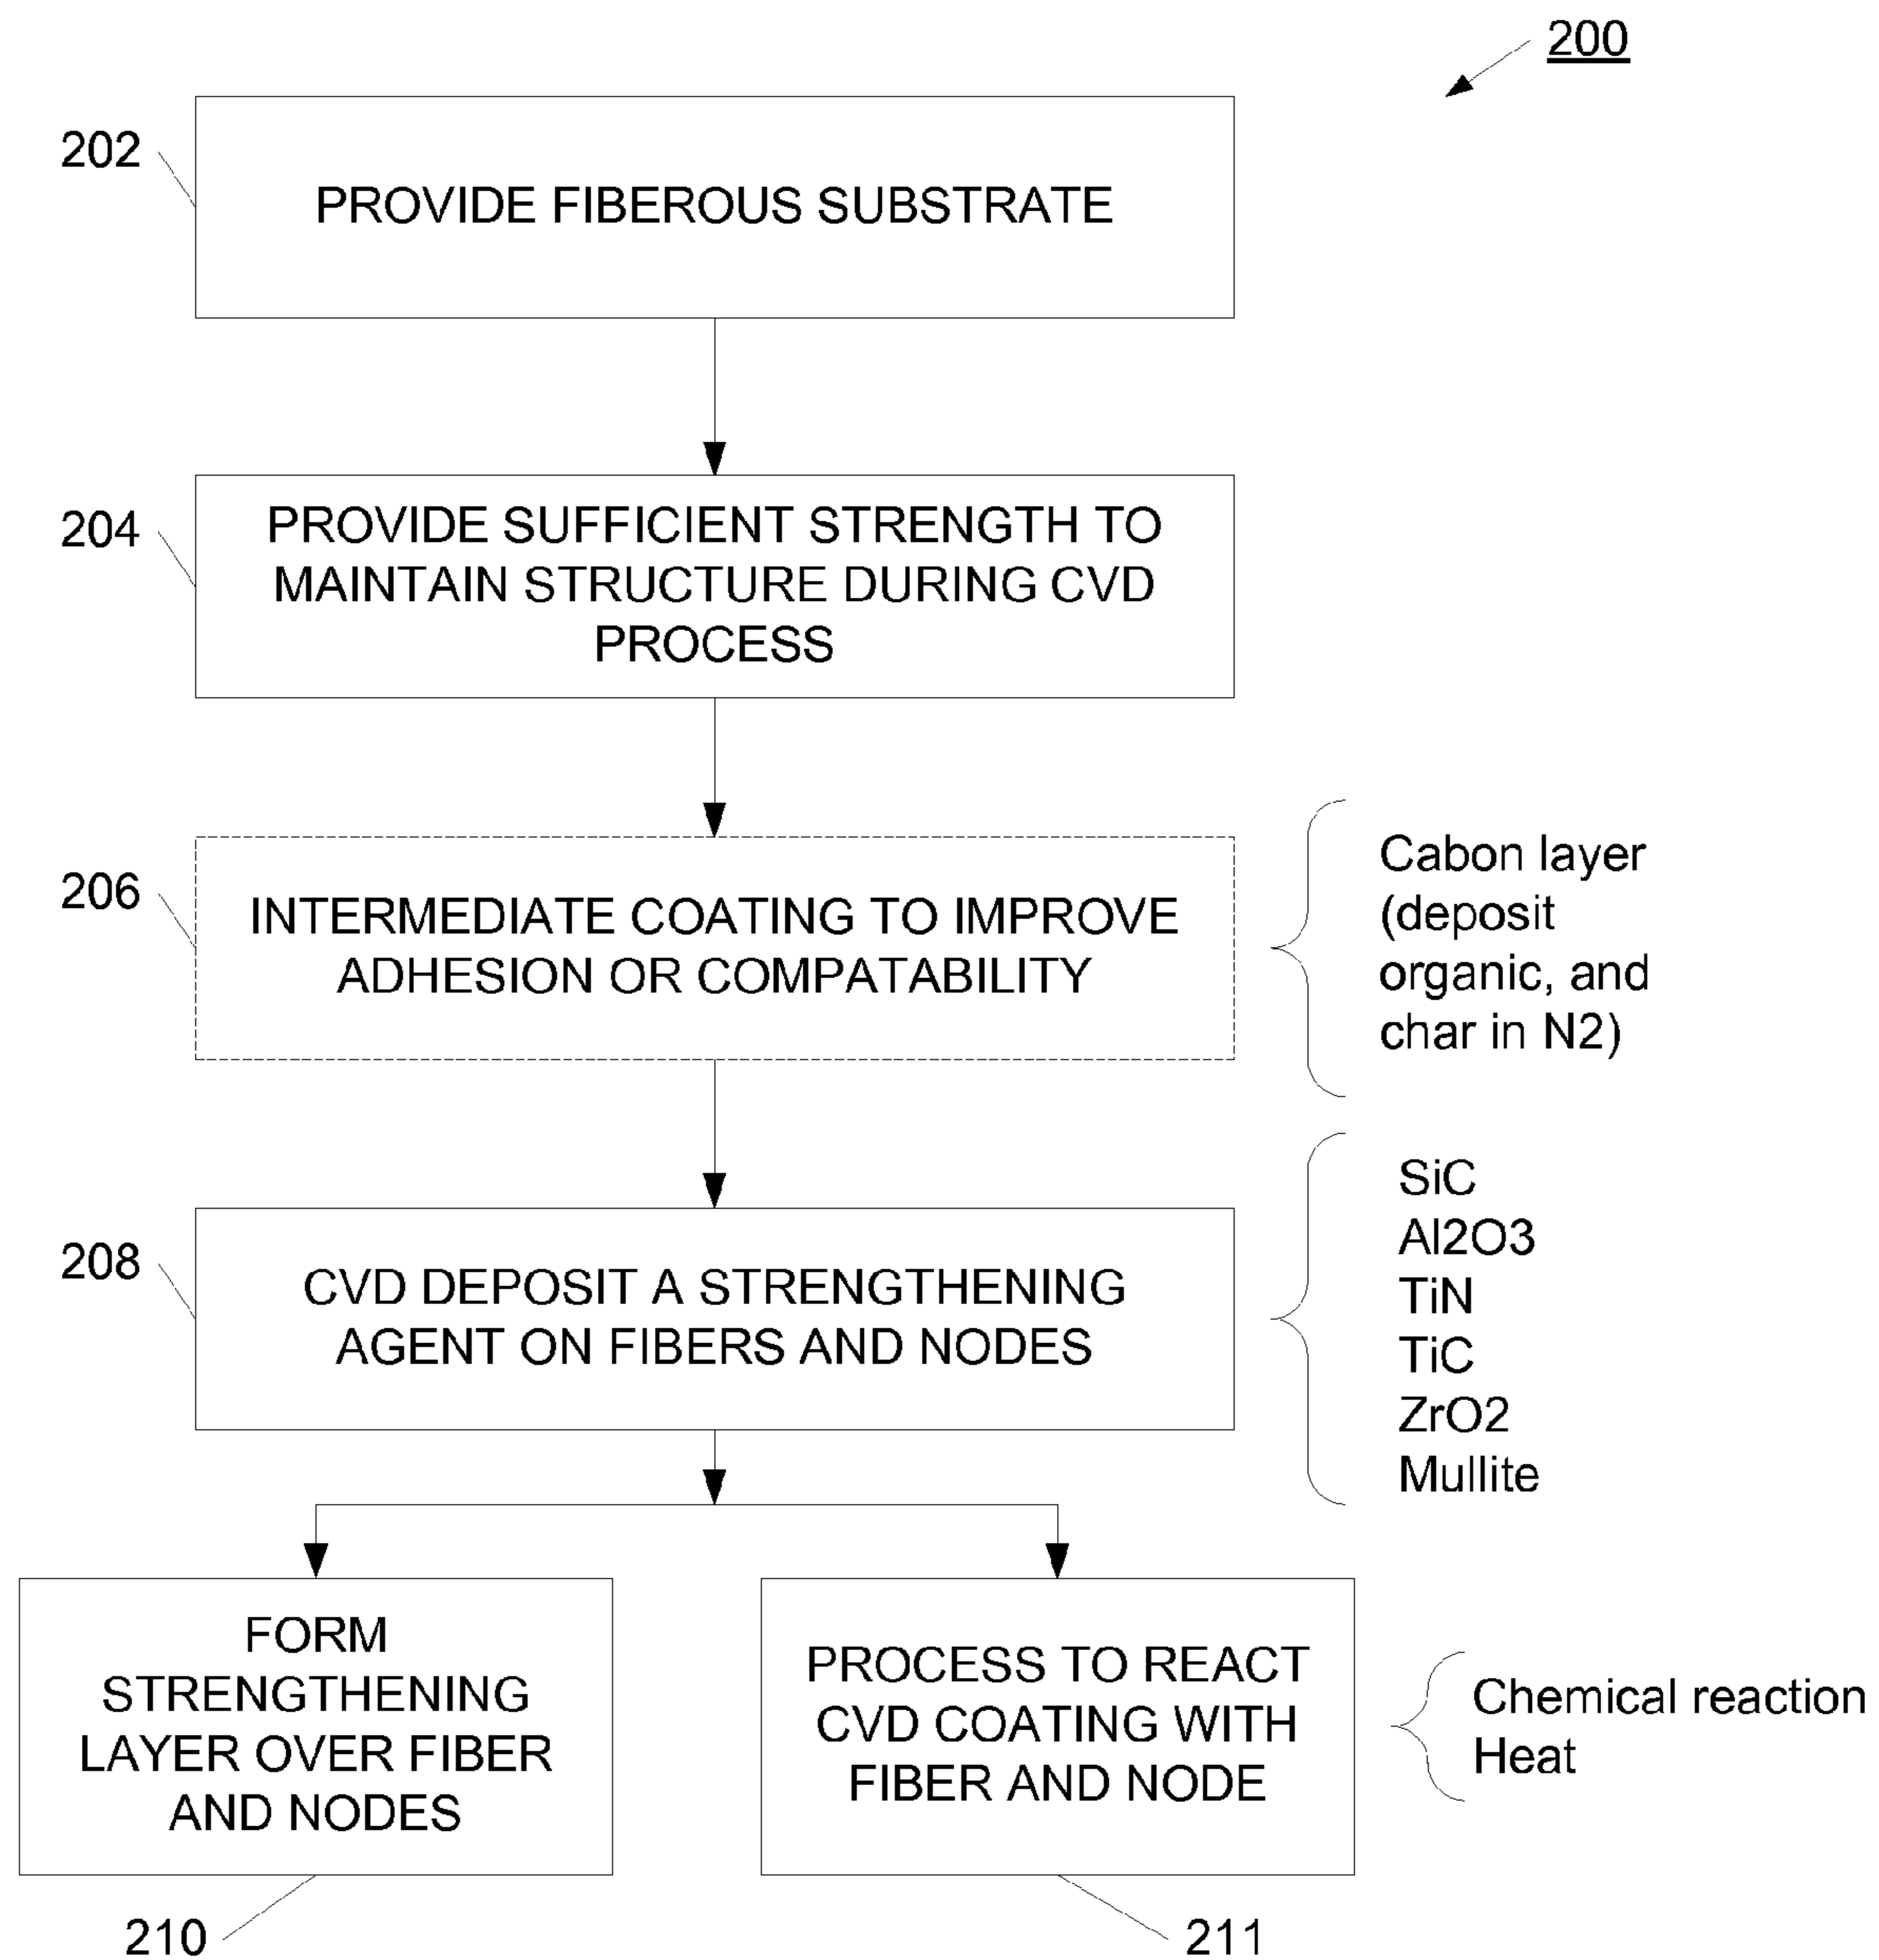 200
202
PROVIDE FIBEROUS SUBSTRATE
204
PROVIDE SUFFICIENT STRENGTH TO
MAINTAIN STRUCTURE DURING CVD
PROCESS
206
INTERMEDIATE COATING TO IMPROVE
ADHESION OR COMPATABILITY
Cabon layer
(deposit
organic, and
char in N2)
208
CVD DEPOSIT A STRENGTHENING
AGENT ON FIBERS AND NODES
SiC
Al2O3
TiN
TiC
ZrO2
Mullite
FORM
STRENGTHENING
LAYER OVER FIBER
AND NODES
210
PROCESS TO REACT
CVD COATING WITH
FIBER AND NODE
211
Chemical reaction
Heat